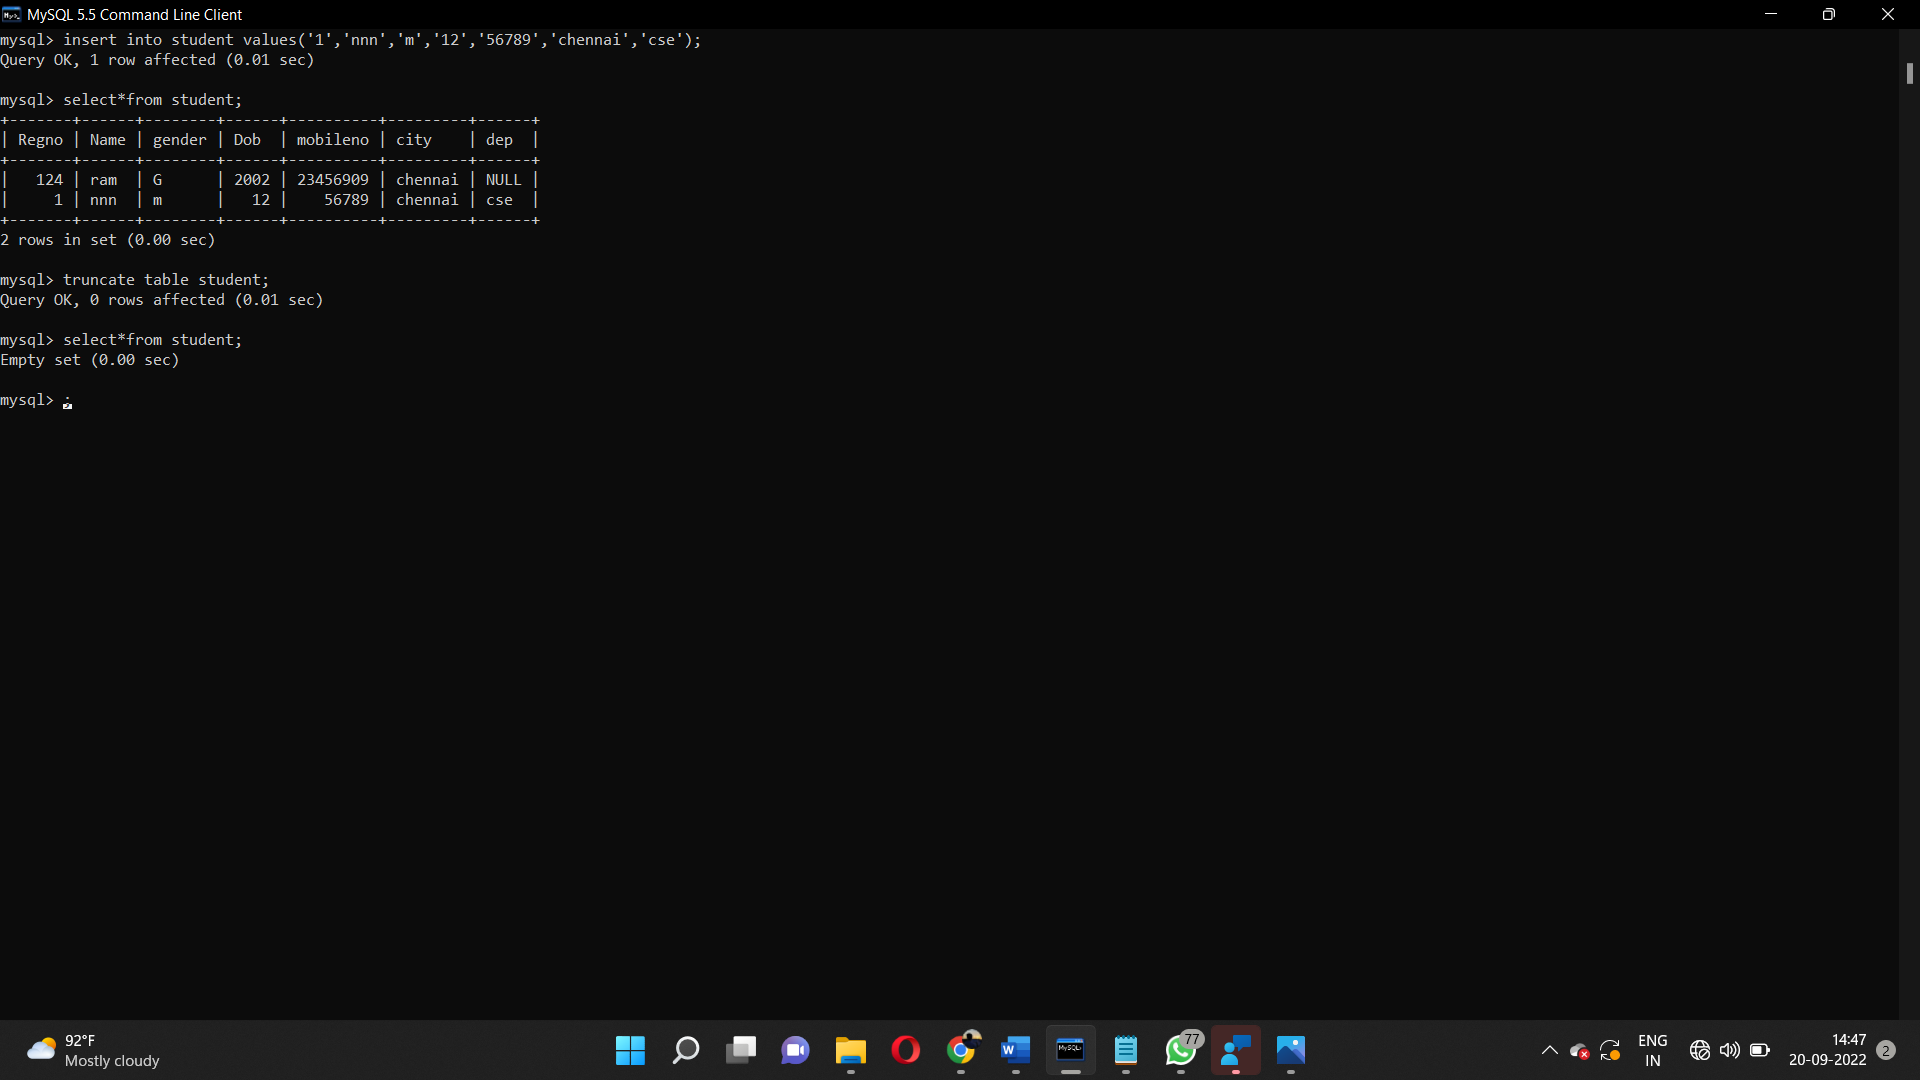 MySQL 5.5 Command Line Client
mysql> insert into student values('1','nnn','m','12','56789','chennai','cse');
Query OK, 1 row affected (0.01 sec)
mysql> select*from student;
+-------+------+--------+------+----------+---------+------+
| Regno | Name | gender | Dob  | mobileno | city    | dep  |
+-------+------+--------+------+----------+---------+------+
|   124 | ram  | G      | 2002 | 23456909 | chennai | NULL |
|     1 | nnn  | m      |   12 |    56789 | chennai | cse  |
+-------+------+--------+------+----------+---------+------+
2 rows in set (0.00 sec)
mysql> truncate table student;
Query OK, 0 rows affected (0.01 sec)
mysql> select*from student;
Empty set (0.00 sec)
mysql> ;
92°F
Mostly cloudy
W
MySQL
77
ENG
IN
14:47
20-09-2022
2